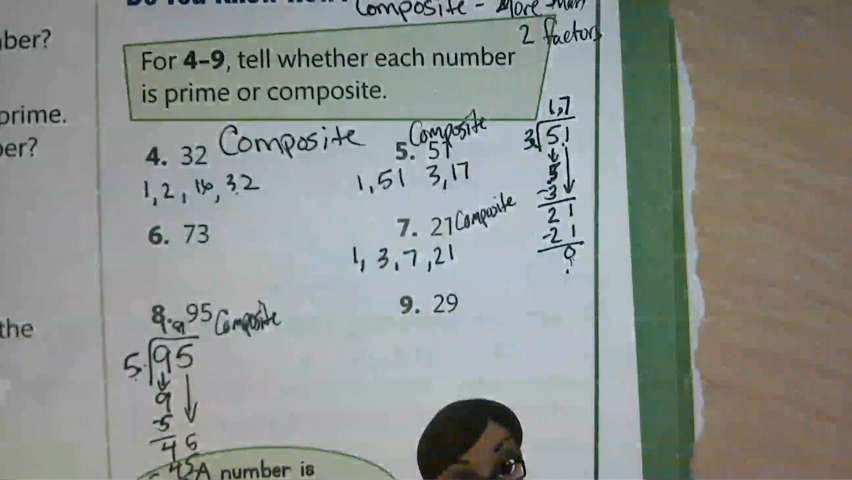 Composite - More than
2 factors
ber?
For 4–9, tell whether each number
is prime or composite.
prime.
er?
4. 32 Composite
1, 2, 16, 32
5. 51 Composite
1, 51 3, 17
1,7
3 51
5
-3
21
-21
0
6. 73
7. 21 Composite
1, 3, 7, 21
the
8. 95 Composite
5 95
9
-5
45
45
9. 29
A number is